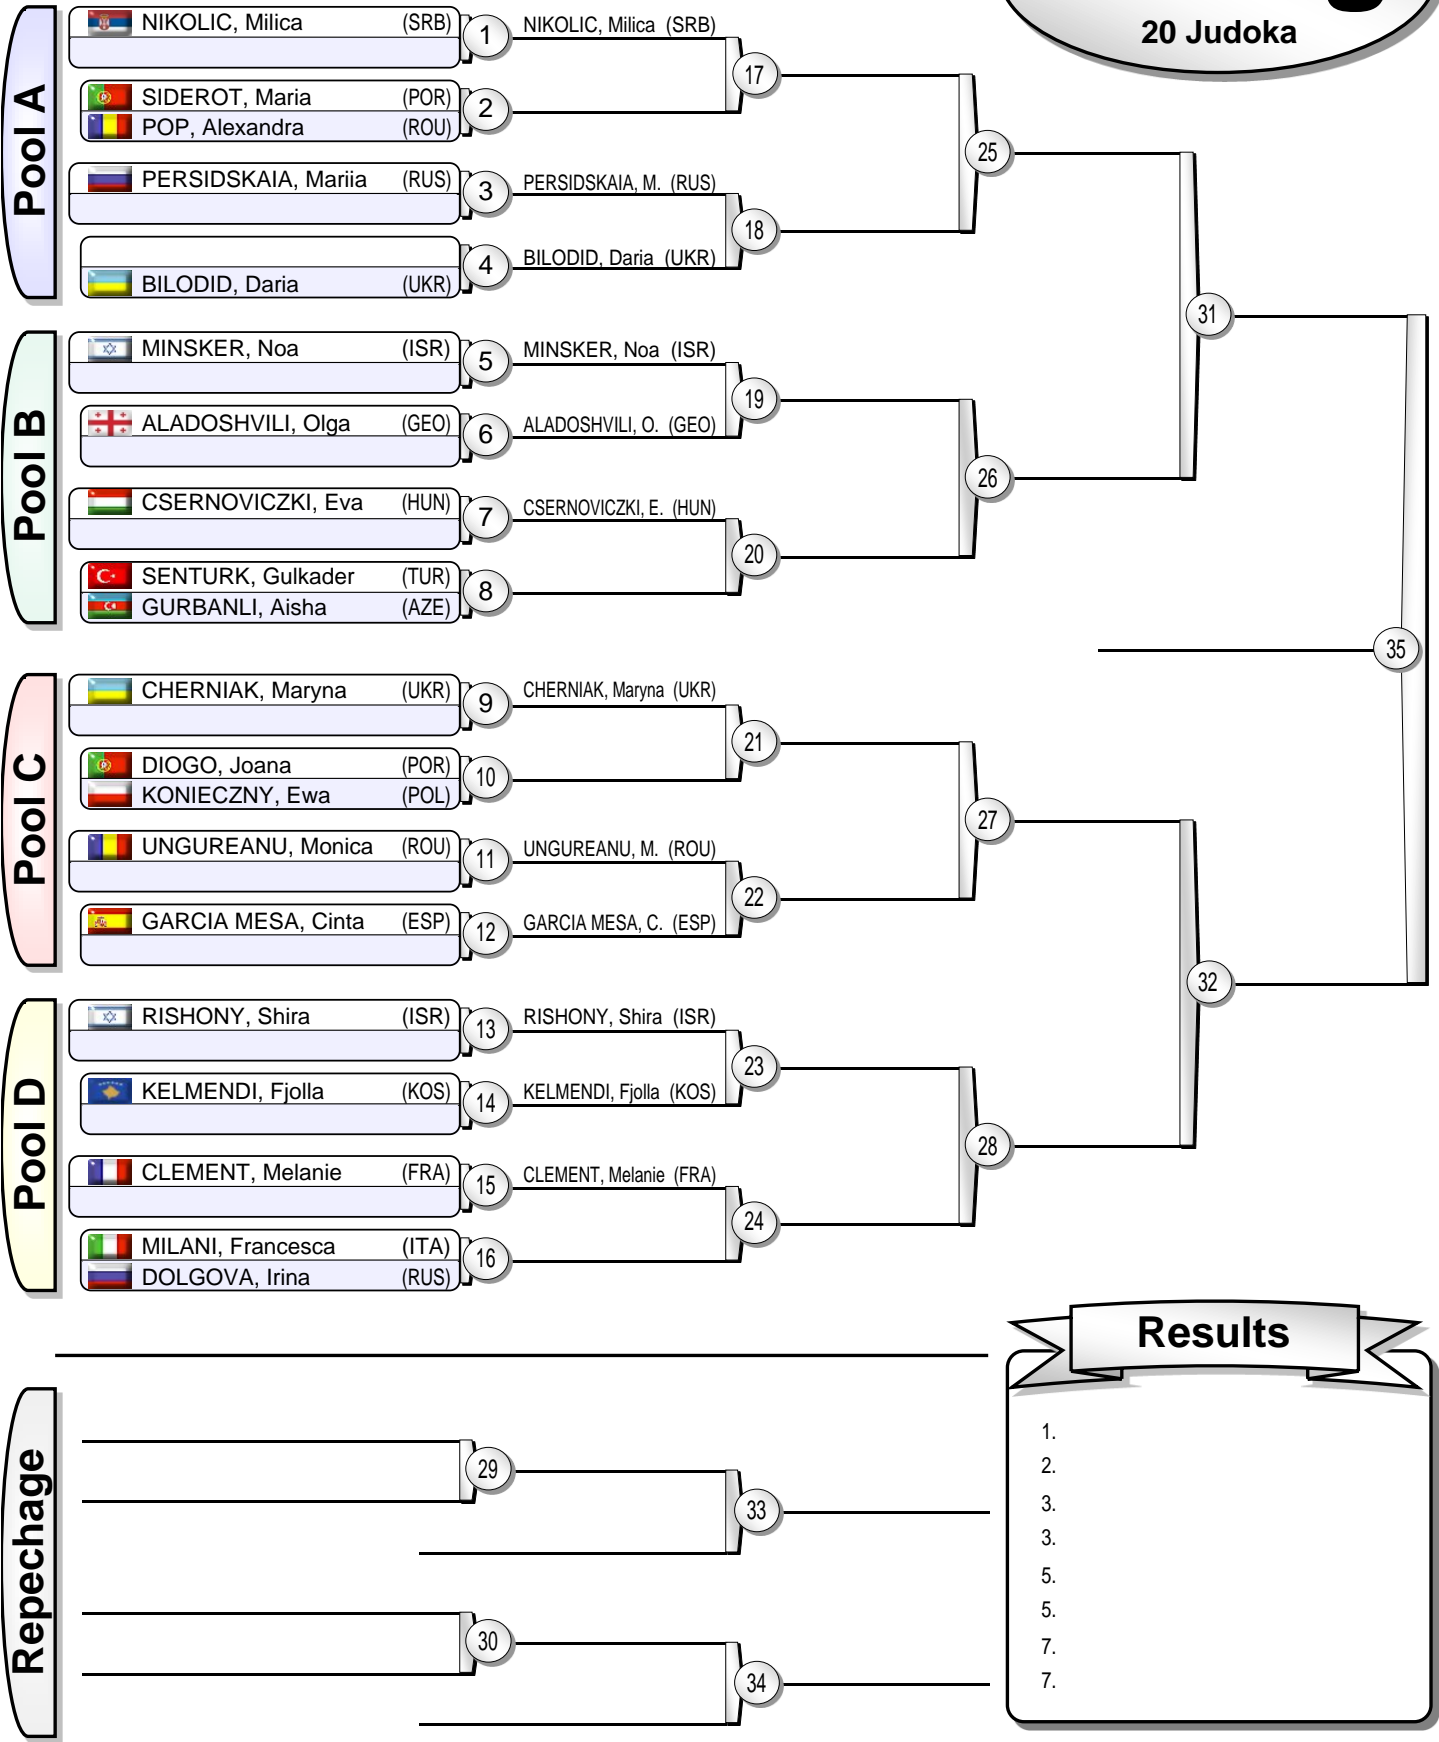 20 Judoka
Pool A
NIKOLIC, Milica (SRB) 1 NIKOLIC, Milica (SRB)
17
SIDEROT, Maria (POR)
POP, Alexandra (ROU) 2
25
PERSIDSKAIA, Mariia (RUS) 3 PERSIDSKAIA, M. (RUS)
18
4 BILODID, Daria (UKR)
BILODID, Daria (UKR)
31
Pool B
MINSKER, Noa (ISR) 5 MINSKER, Noa (ISR)
19
ALADOSHVILI, Olga (GEO) 6 ALADOSHVILI, O. (GEO)
26
CSERNOVICZKI, Eva (HUN) 7 CSERNOVICZKI, E. (HUN)
20
SENTURK, Gulkader (TUR)
GURBANLI, Aisha (AZE) 8
35
Pool C
CHERNIAK, Maryna (UKR) 9 CHERNIAK, Maryna (UKR)
21
DIOGO, Joana (POR)
KONIECZNY, Ewa (POL) 10
27
UNGUREANU, Monica (ROU) 11 UNGUREANU, M. (ROU)
22
GARCIA MESA, Cinta (ESP) 12 GARCIA MESA, C. (ESP)
32
Pool D
RISHONY, Shira (ISR) 13 RISHONY, Shira (ISR)
23
KELMENDI, Fjolla (KOS) 14 KELMENDI, Fjolla (KOS)
28
CLEMENT, Melanie (FRA) 15 CLEMENT, Melanie (FRA)
24
MILANI, Francesca (ITA)
DOLGOVA, Irina (RUS) 16
Repechage
29
33
30
34
Results
1.
2.
3.
3.
5.
5.
7.
7.